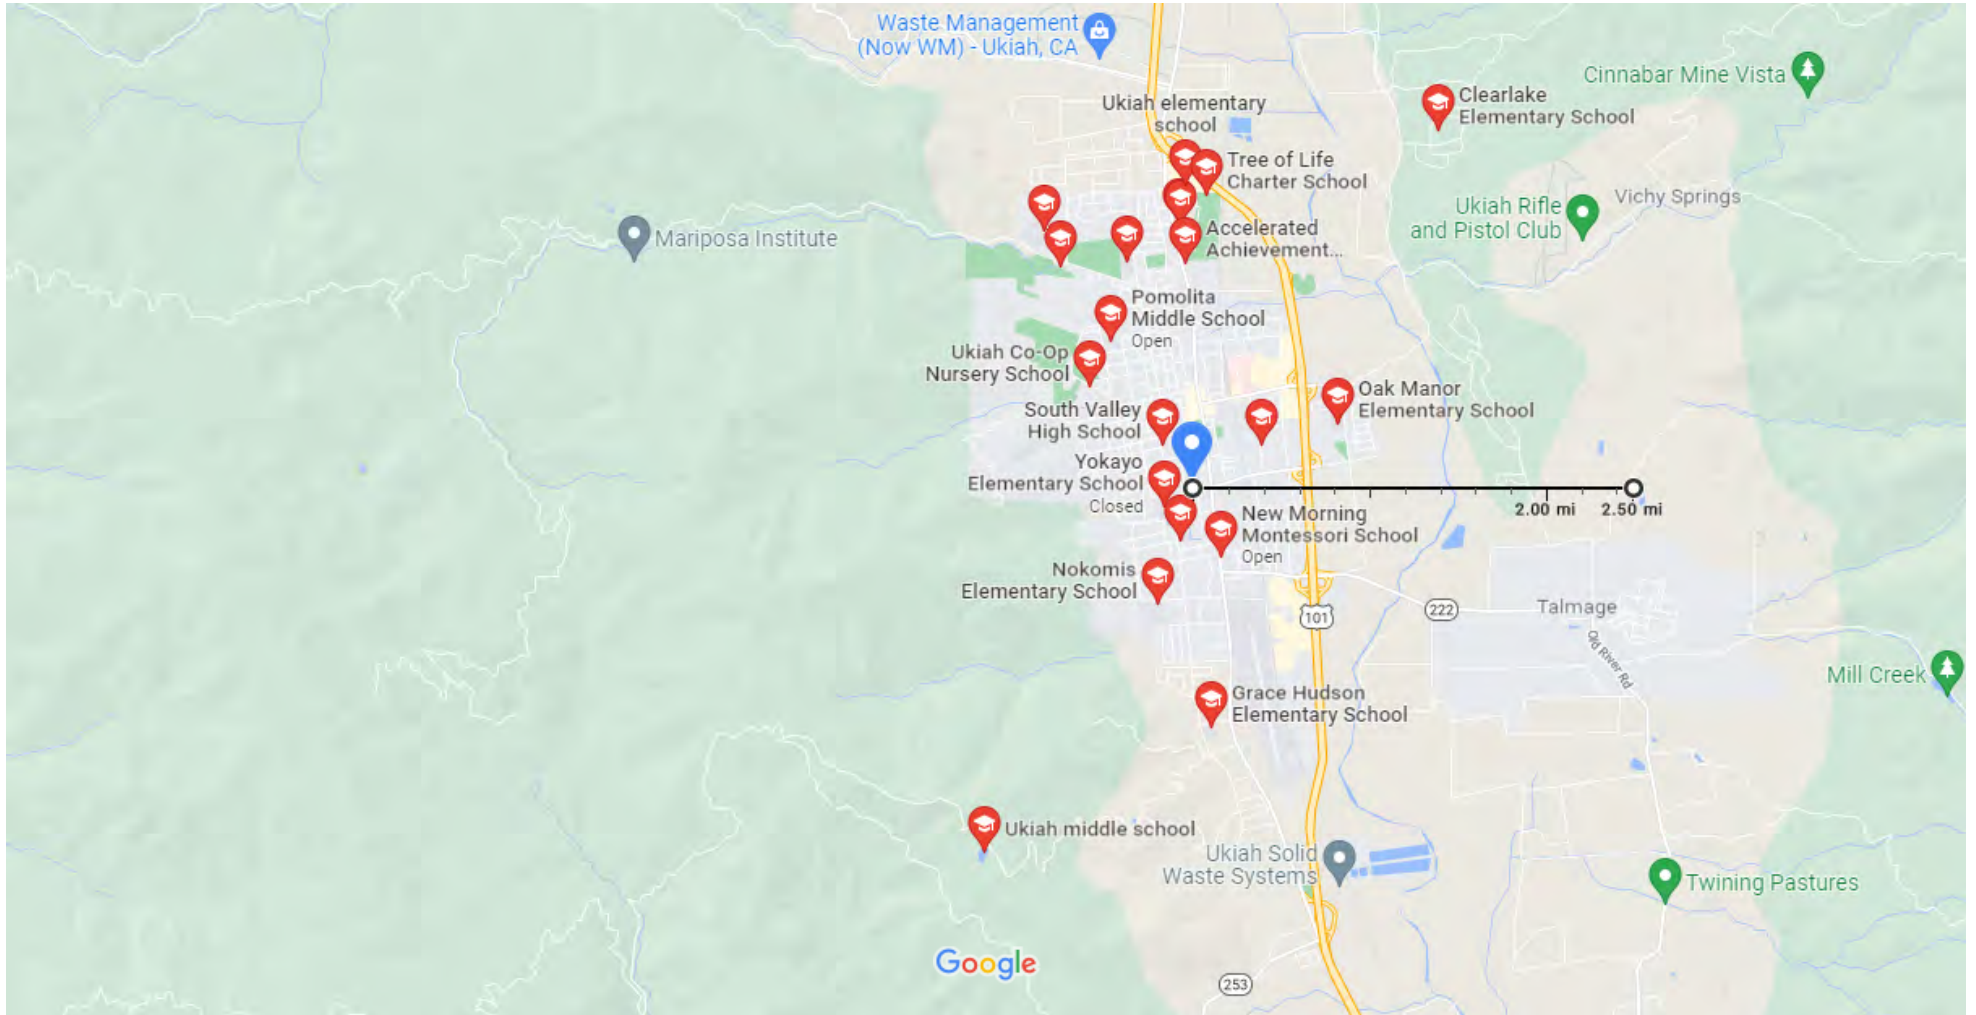 Waste Management
(Now WM) - Ukiah, CA
Cinnabar Mine Vista
Clearlake
Elementary School
Ukiah elementary
school
Tree of Life
Charter School
Vichy Springs
Ukiah Rifle
and Pistol Club
Mariposa Institute
Accelerated
Achievement...
Pomolita
Middle School
Open
Ukiah Co-Op
Nursery School
Oak Manor
Elementary School
South Valley
High School
Yokayo
Elementary School
Closed
2.00 mi
2.50 mi
New Morning
Montessori School
Open
Nokomis
Elementary School
101
222
Talmage
Old River Rd
Mill Creek
Grace Hudson
Elementary School
Ukiah middle school
Ukiah Solid
Waste Systems
Twining Pastures
Google
253